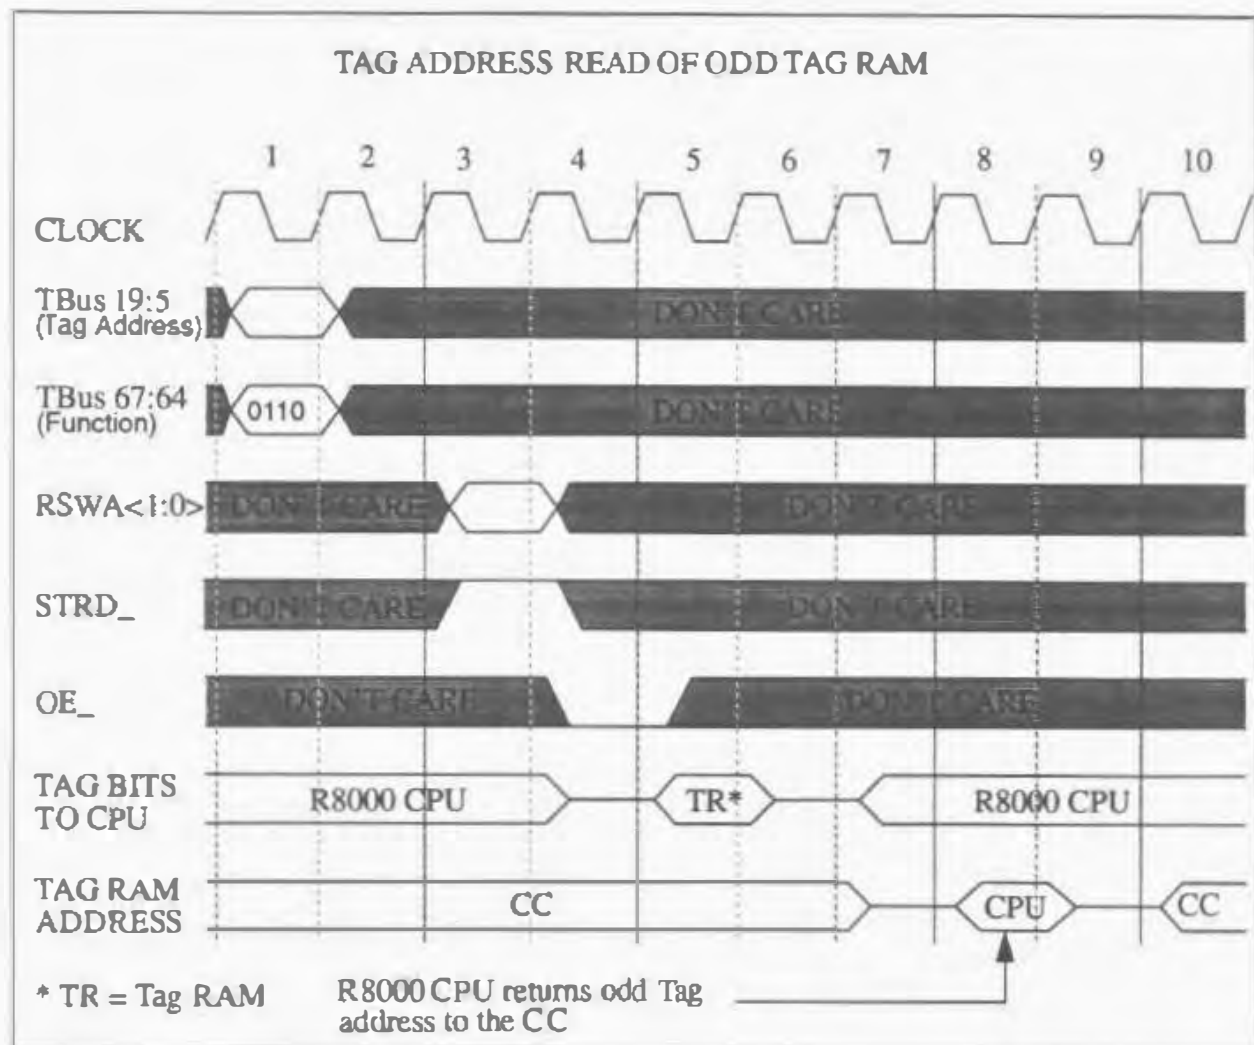 TAG ADDRESS READ OF ODD TAG RAM
1 2 3 4 5 6 7 8 9 10
CLOCK
TBus 19:5
(Tag Address)
DON'T CARE
TBus 67:64
(Function)
0110
DON'T CARE
RSWA<1:0>
DON'T CARE
DON'T CARE
STRD_
DON'T CARE
DON'T CARE
OE_
DON'T CARE
DON'T CARE
TAG BITS
TO CPU
R8000 CPU
TR*
R8000 CPU
TAG RAM
ADDRESS
CC
CPU
CC
* TR = Tag RAM
R8000 CPU returns odd Tag
address to the CC